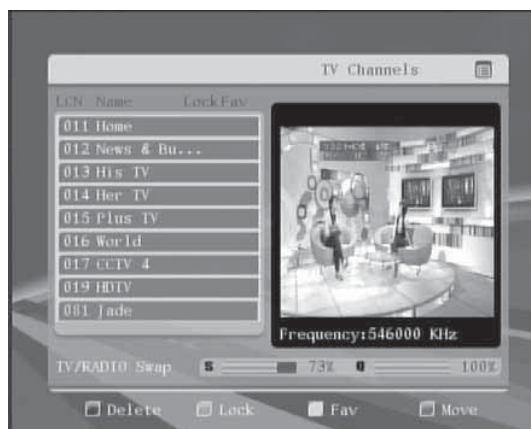 TV Channels
LCN Name Lock Fav
011 Home
012 News & Bu...
013 His TV
014 Her TV
015 Plus TV
016 World
017 CCTV 4
019 HDTV
081 Jade
Frequency:546000 KHz
TV/RADIO Swap S 73% Q 100%
Delete Lock Fav Move